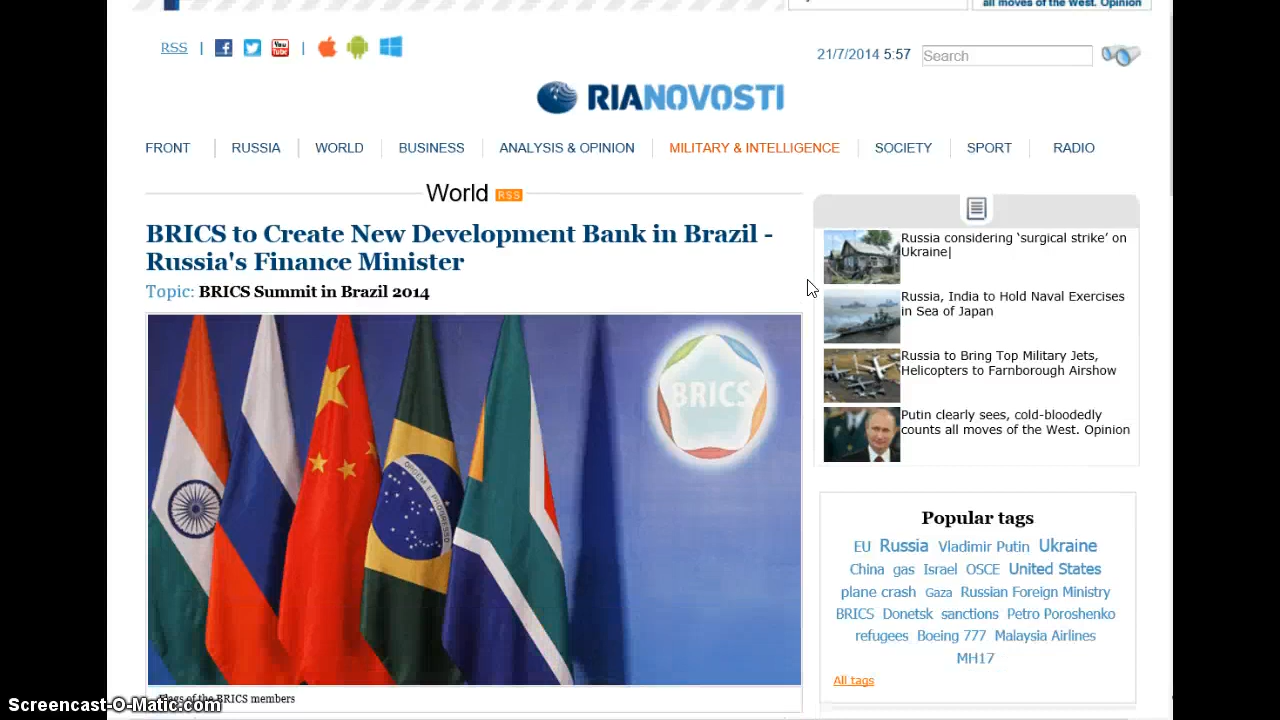 all moves of the West. Opinion
RSS | You Tube |
21/7/2014 5:57 Search
RIANOVOSTI
FRONT RUSSIA WORLD BUSINESS ANALYSIS & OPINION MILITARY & INTELLIGENCE SOCIETY SPORT RADIO
World RSS
BRICS to Create New Development Bank in Brazil -
Russia's Finance Minister
Topic: BRICS Summit in Brazil 2014
BRICS
ORDEM E PROGRESSO
Flags of the BRICS members
Russia considering ‘surgical strike’ on
Ukraine|
Russia, India to Hold Naval Exercises
in Sea of Japan
Russia to Bring Top Military Jets,
Helicopters to Farnborough Airshow
Putin clearly sees, cold-bloodedly
counts all moves of the West. Opinion
Popular tags
EU Russia Vladimir Putin Ukraine
China gas Israel OSCE United States
plane crash Gaza Russian Foreign Ministry
BRICS Donetsk sanctions Petro Poroshenko
refugees Boeing 777 Malaysia Airlines
MH17
All tags
Screencast-O-Matic.com